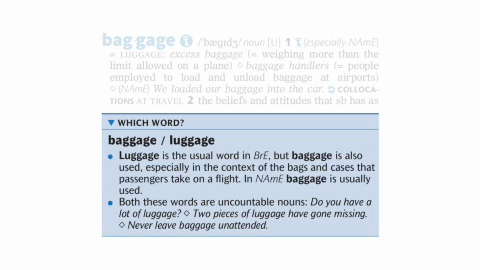 bag·gage /ˈbæɡɪdʒ/ noun [U] 1 (especially NAmE)
= LUGGAGE: excess baggage (= weighing more than the
limit allowed on a plane) ◇ baggage handlers (= people
employed to load and unload baggage at airports)
◇ (NAmE) We loaded our baggage into the car. ➲ COLLOCA-
TIONS AT TRAVEL 2 the beliefs and attitudes that sb has as
▼ WHICH WORD?
baggage / luggage
● Luggage is the usual word in BrE, but baggage is also
used, especially in the context of the bags and cases that
passengers take on a flight. In NAmE baggage is usually
used.
● Both these words are uncountable nouns: Do you have a
lot of luggage? ◇ Two pieces of luggage have gone missing.
◇ Never leave baggage unattended.